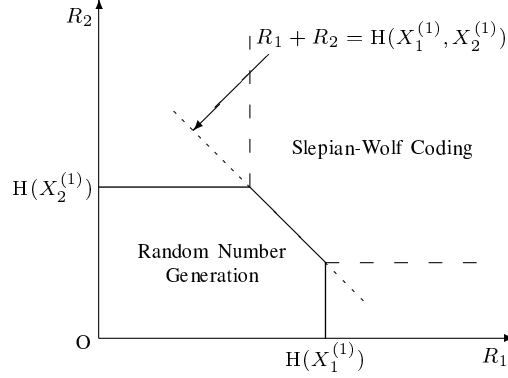 R₂
R₁ + R₂ = H(X₁⁽¹⁾, X₂⁽¹⁾)
Slepian-Wolf Coding
H(X₂⁽¹⁾)
Random Number
Generation
O
H(X₁⁽¹⁾)
R₁